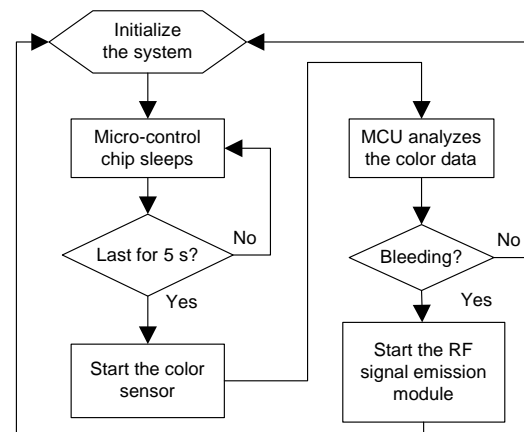 Initialize
the system
Micro-control
chip sleeps
Last for 5 s?
No
Yes
Start the color
sensor
MCU analyzes
the color data
Bleeding?
No
Yes
Start the RF
signal emission
module